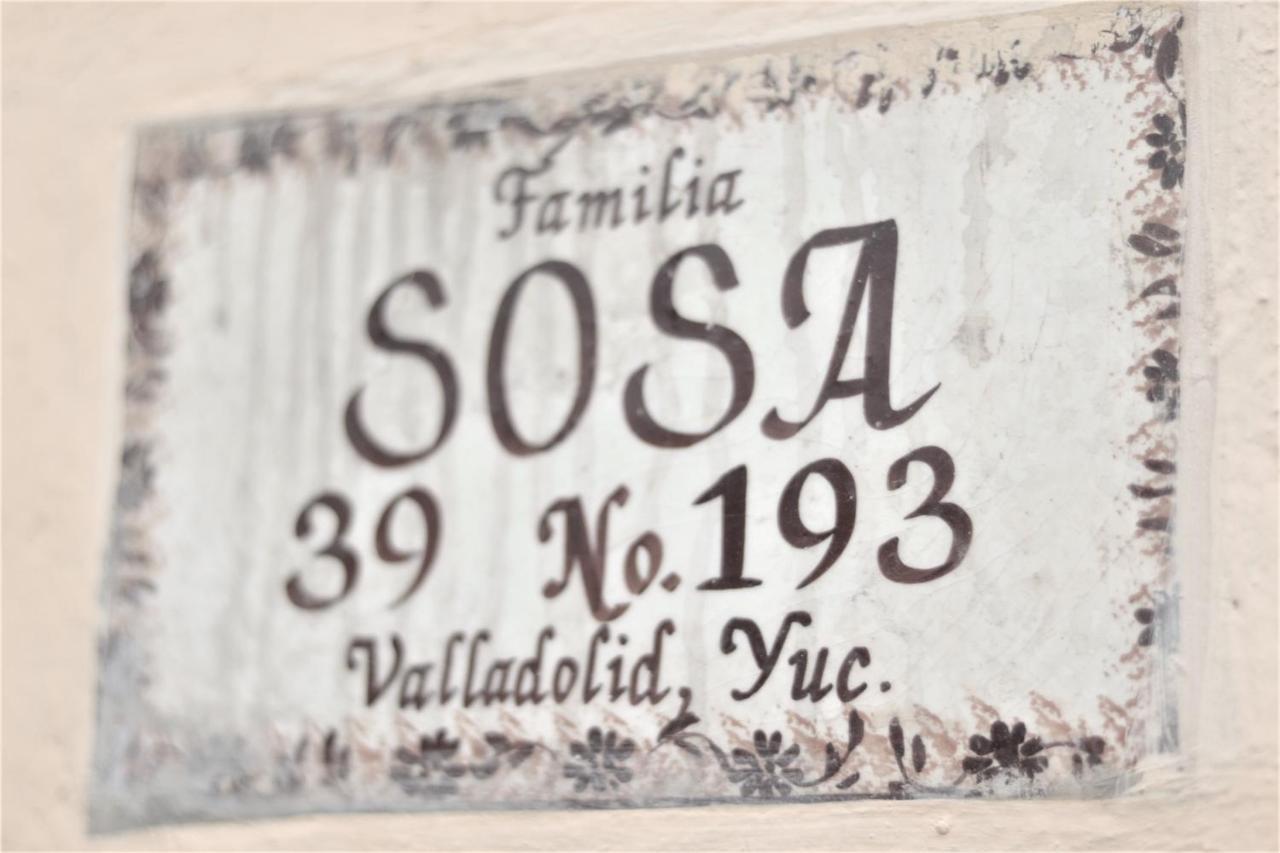 Familia
SOSA
39 No. 193
Valladolid, Yuc.